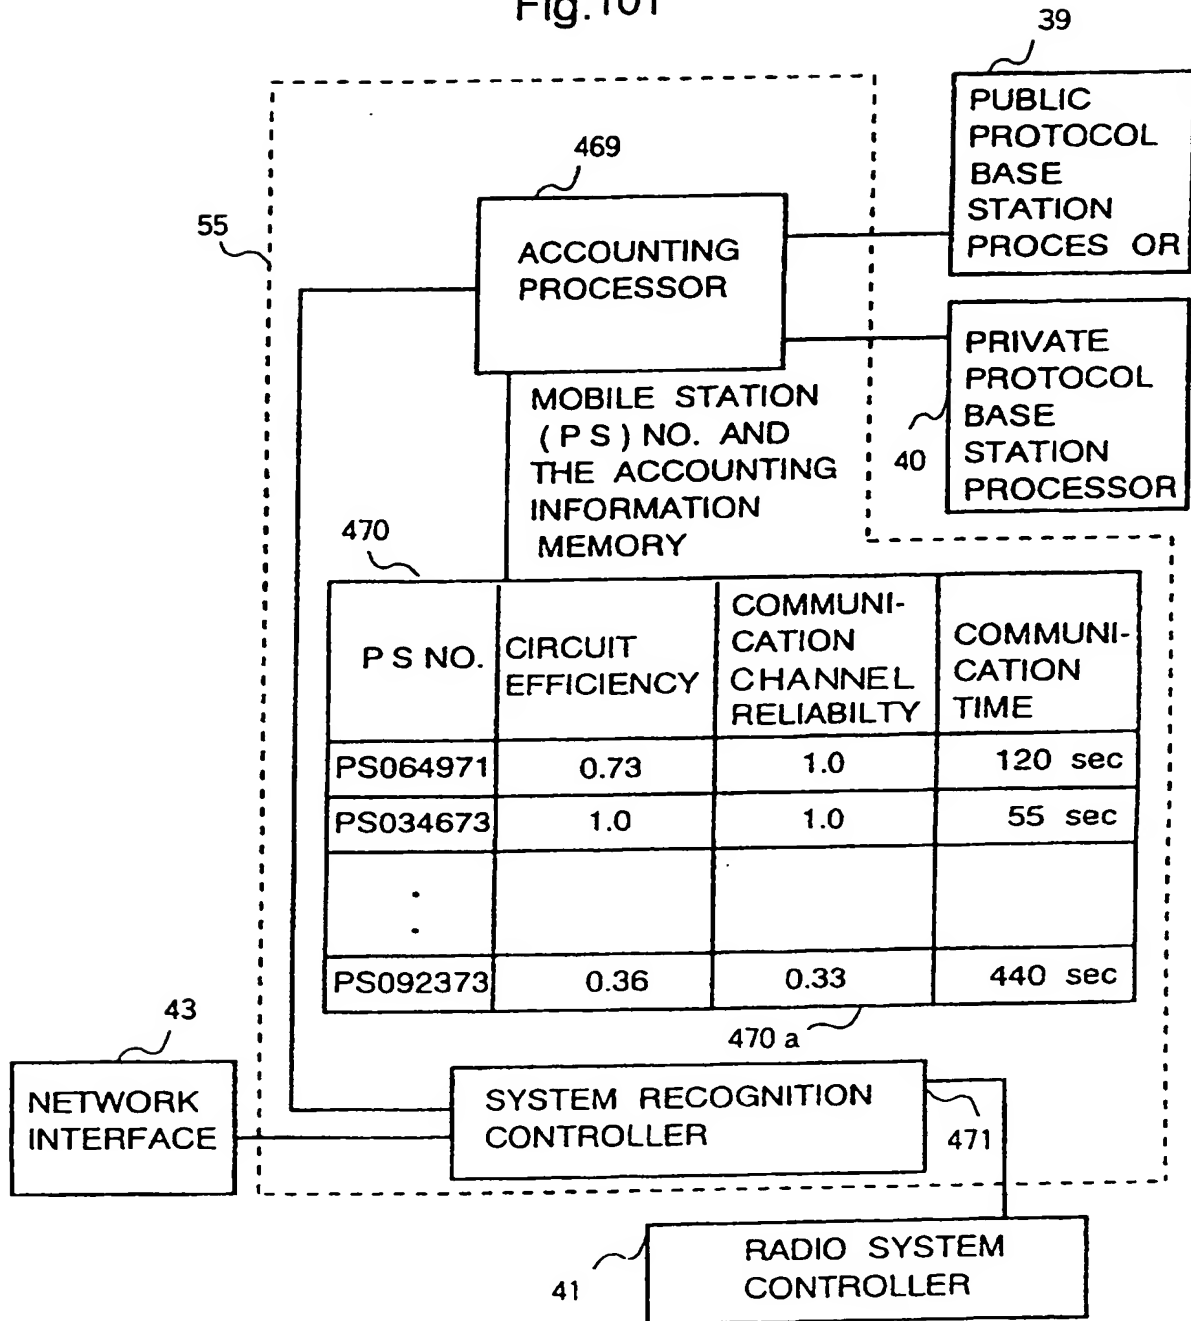 Fig.101
39
PUBLIC
PROTOCOL
BASE
STATION
PROCES OR
469
ACCOUNTING
PROCESSOR
55
PRIVATE
PROTOCOL
BASE
STATION
PROCESSOR
40
MOBILE STATION
(PS) NO. AND
THE ACCOUNTING
INFORMATION
MEMORY
470
PS NO.
CIRCUIT
EFFICIENCY
COMMUNI-
CATION
CHANNEL
RELIABILTY
COMMUNI-
CATION
TIME
PS064971 0.73 1.0 120 sec
PS034673 1.0 1.0 55 sec
PS092373 0.36 0.33 440 sec
470 a
43
NETWORK
INTERFACE
SYSTEM RECOGNITION
CONTROLLER
471
41
RADIO SYSTEM
CONTROLLER